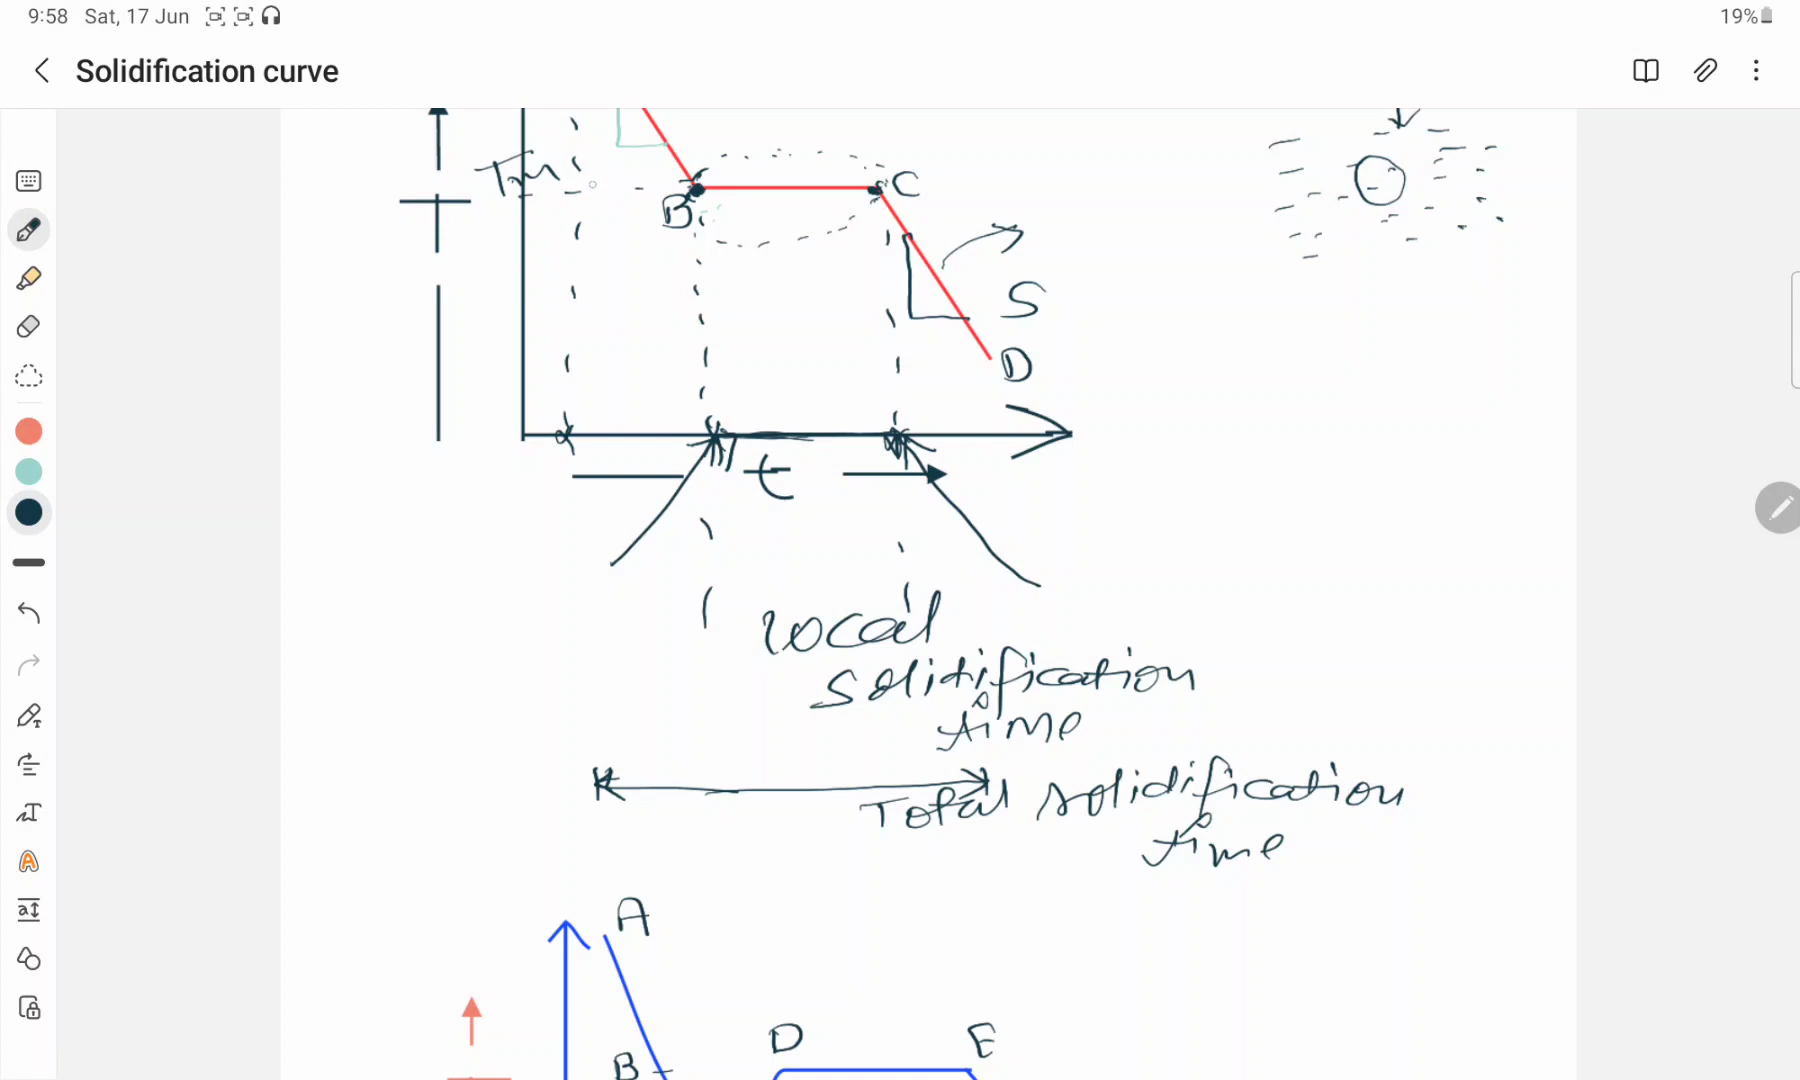 9:58 Sat, 17 Jun 19%
Solidification curve
Tm
B
C
S
D
T
t
local
solidification
time
Total solidification
time
A
D E
B